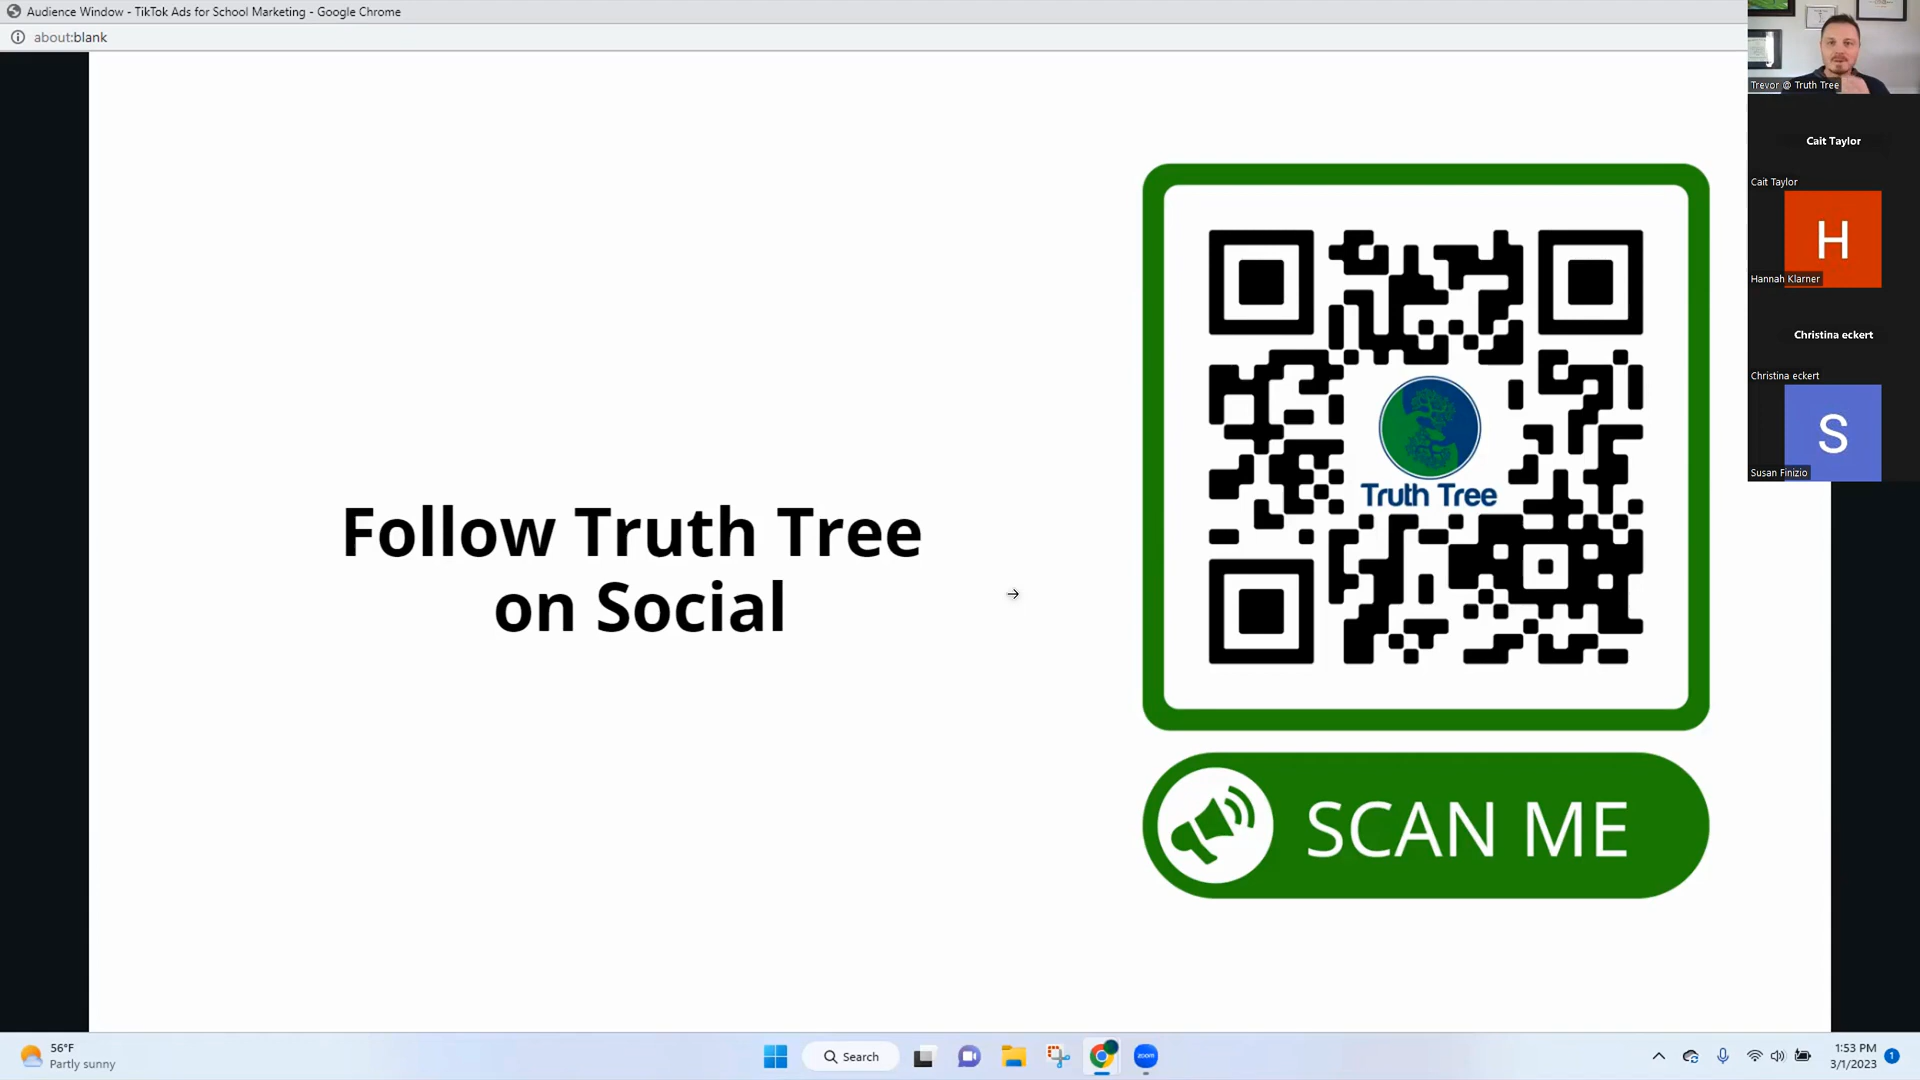 Audience Window - TikTok Ads for School Marketing - Google Chrome
about:blank
Trevor @ Truth Tree
Cait Taylor
Cait Taylor
H
Hannah Klarner
Christina eckert
Christina eckert
S
Susan Finizio
Truth Tree
Follow Truth Tree
on Social
SCAN ME
56°F
Partly sunny
Search
zoom
1:53 PM
3/1/2023
1